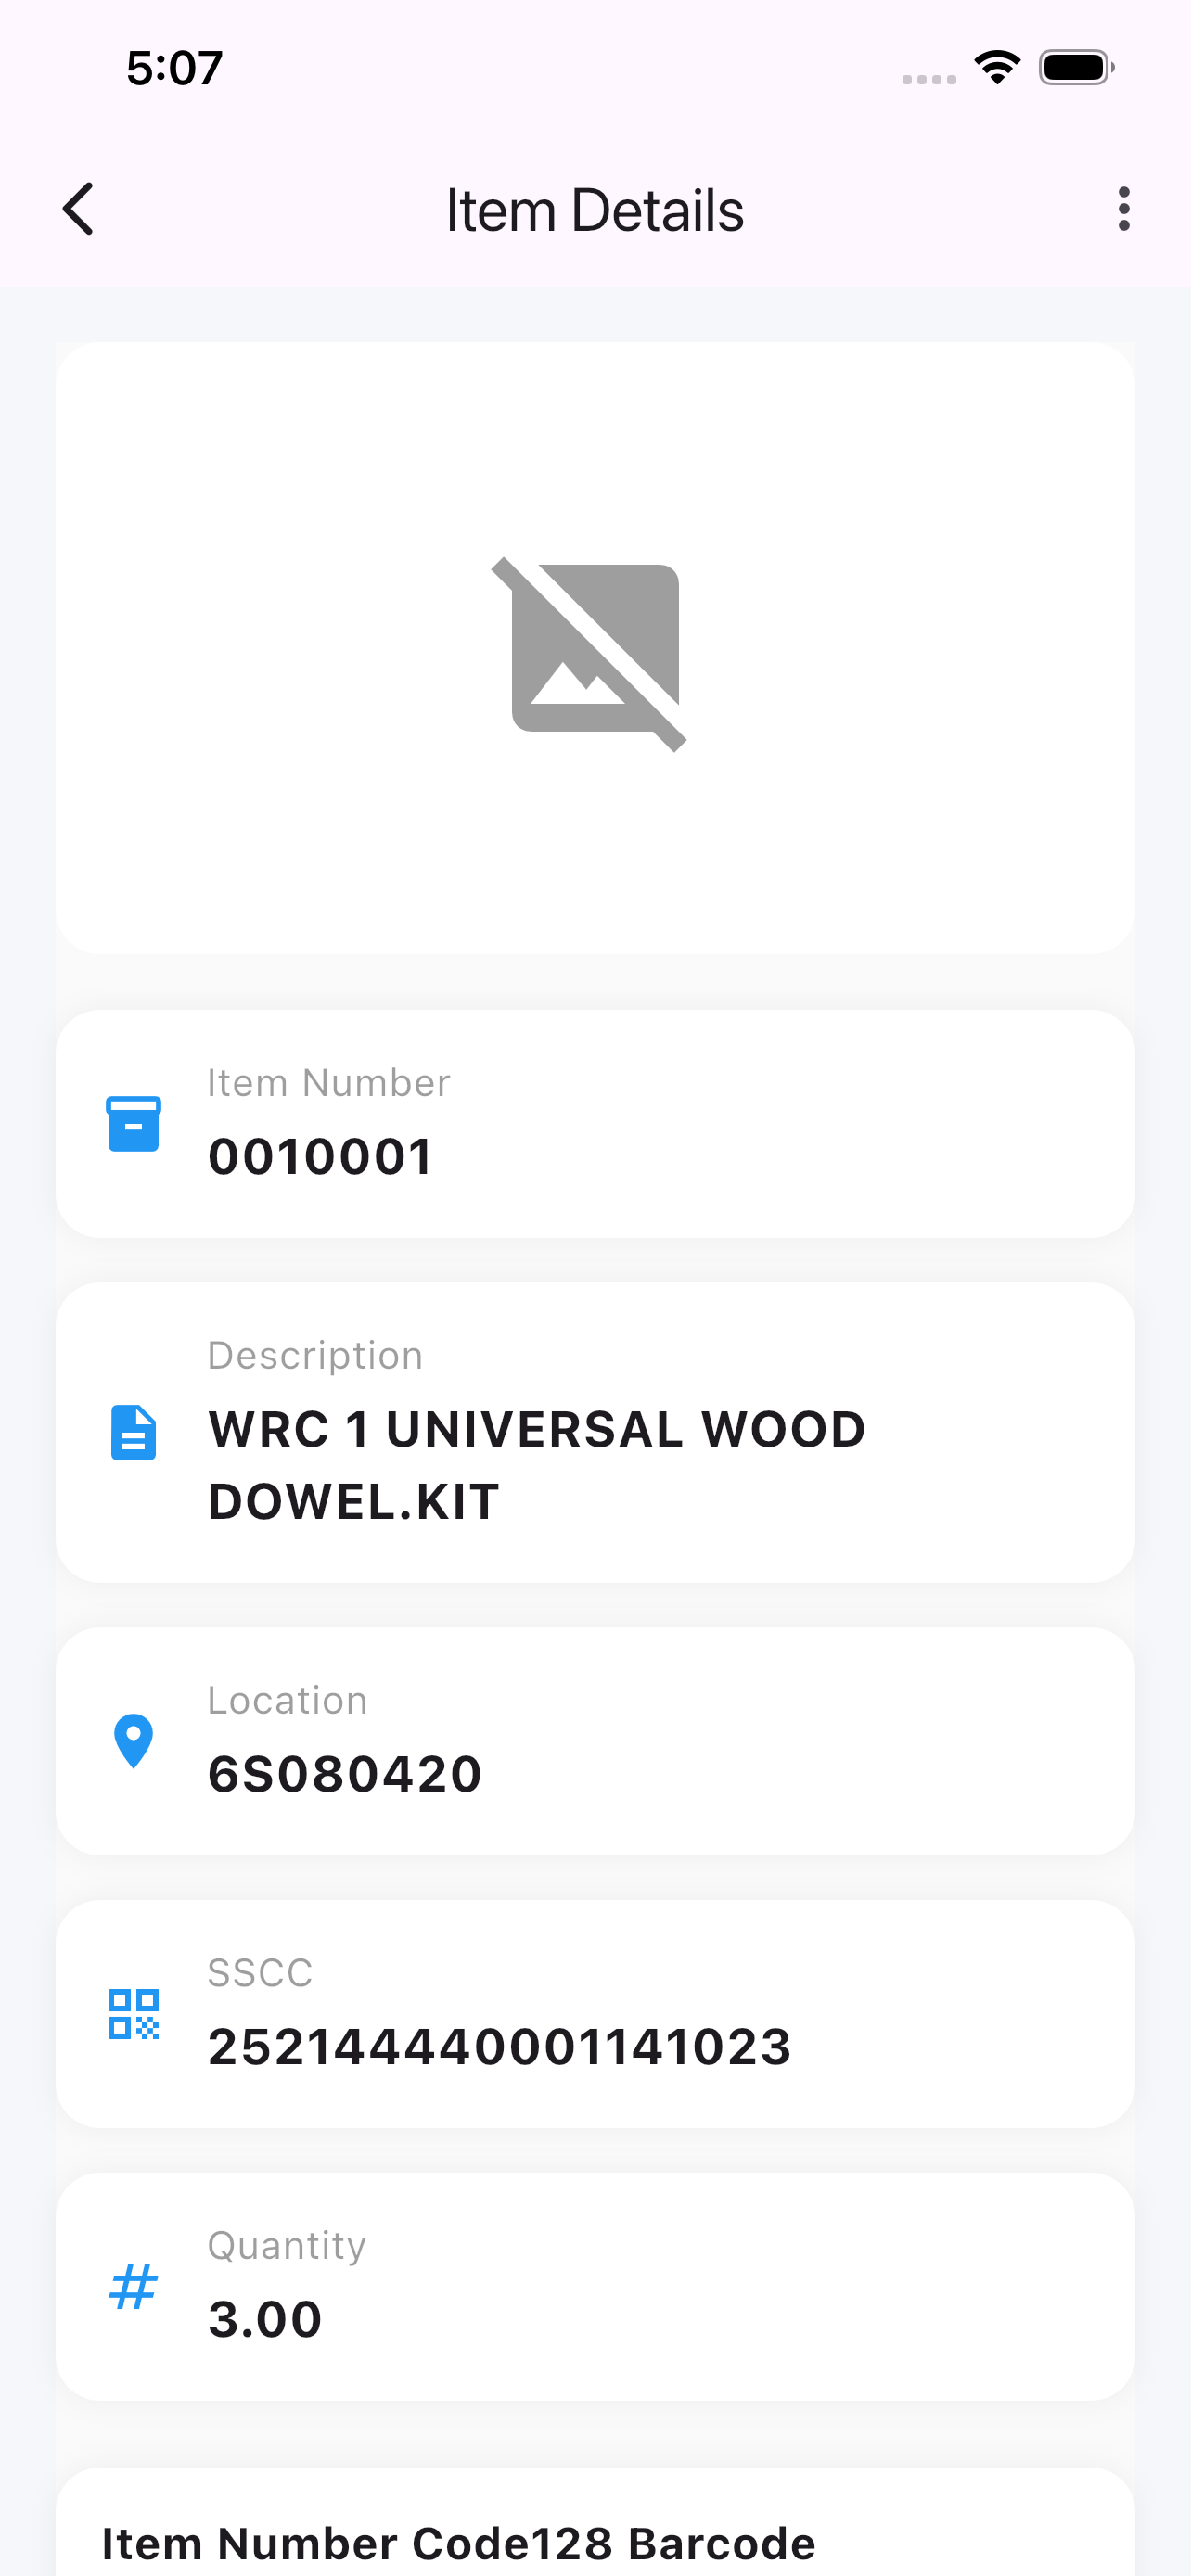 5:07
Item Details
Item Number
0010001
Description
WRC 1 UNIVERSAL WOOD
DOWEL.KIT
Location
6S080420
SSCC
252144440001141023
Quantity
3.00
Item Number Code128 Barcode